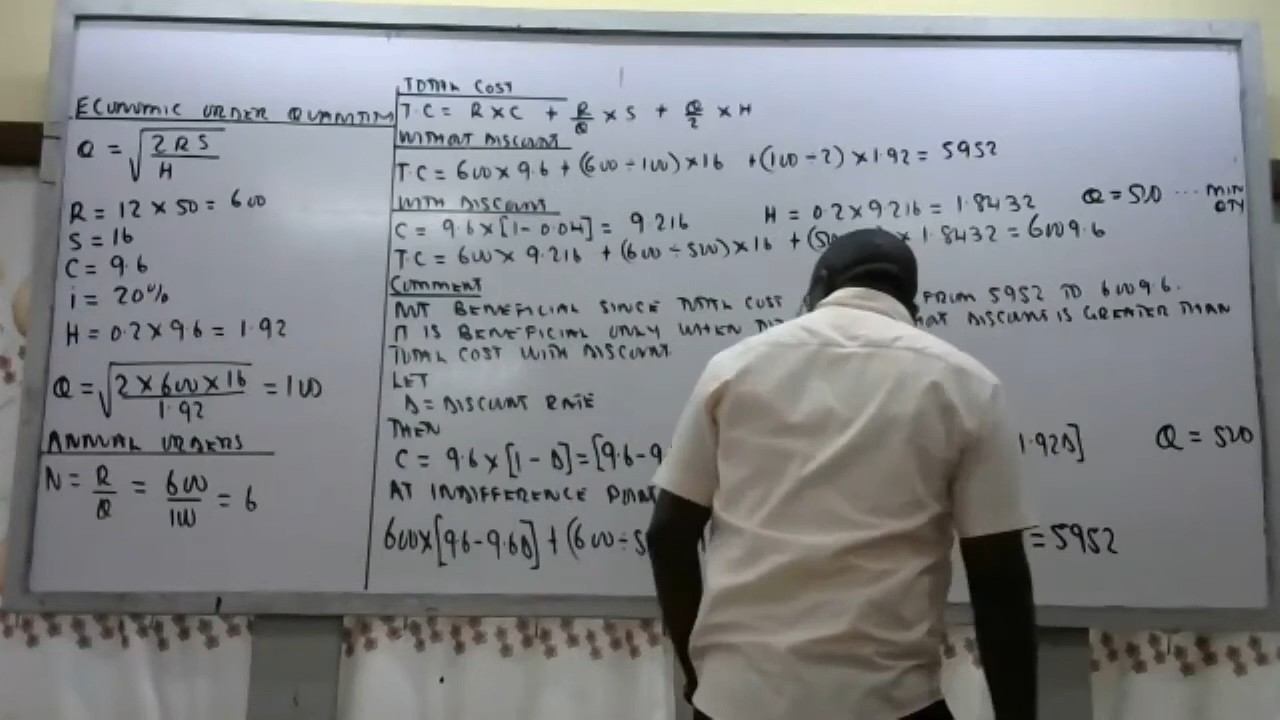 ECONOMIC ORDER QUANTITY
Q = √(2RS / H)
R = 12 × 50 = 600
S = 16
C = 9.6
i = 20%
H = 0.2 × 9.6 = 1.92
Q = √(2 × 600 × 16 / 1.92) = 100
ANNUAL ORDERS
N = R/Q = 600/100 = 6
TOTAL COST
T.C = R×C + R/Q × S + Q/2 × H
WITHOUT DISCOUNT
T.C = 600 × 9.6 + (600 ÷ 100) × 16 + (100 ÷ 2) × 1.92 = 5952
WITH DISCOUNT
C = 9.6 × [1 - 0.04] = 9.216 H = 0.2 × 9.216 = 1.8432 Q = 500 ... MIN QTY
T.C = 600 × 9.216 + (600 ÷ 500) × 16 + ( × 1.8432 = 6009.6
COMMENT
NOT BENEFICIAL SINCE TOTAL COST FROM 5952 TO 6009.6.
IT IS BENEFICIAL ONLY WHEN DISCOUNT IS GREATER THAN
TOTAL COST WITH DISCOUNT
LET
D = DISCOUNT RATE
THEN
C = 9.6 × [1 - D] = [9.6 - 9. 1.92D] Q = 500
AT INDIFFERENCE POINT
600 × [9.6 - 9.6D] + (600 ÷ 5 = 5952